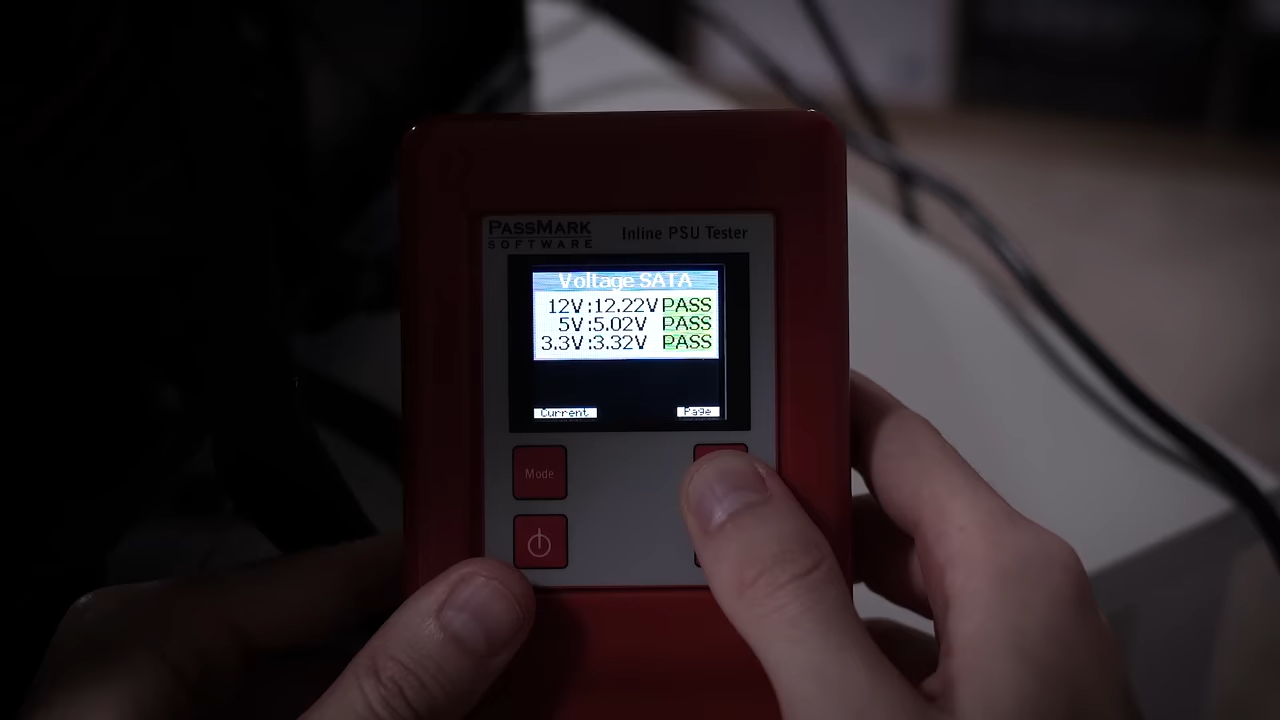 PASSMARK
SOFTWARE
Inline PSU Tester
Voltage SATA
12V:12.22V PASS
5V:5.02V PASS
3.3V:3.32V PASS
Current Page
Mode